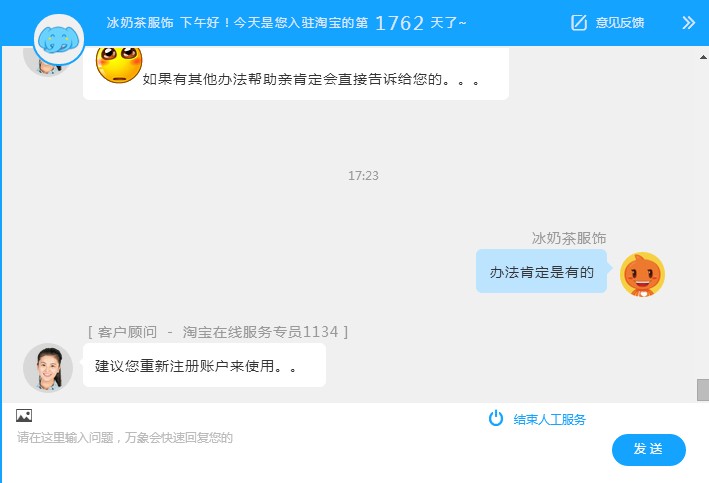 冰奶茶服饰 下午好！今天是您入驻淘宝的第 1762 天了~
意见反馈
如果有其他办法帮助亲肯定会直接告诉给您的。。。
17:23
冰奶茶服饰
办法肯定是有的
[ 客户顾问 - 淘宝在线服务专员1134 ]
建议您重新注册账户来使用。。
结束人工服务
请在这里输入问题，万象会快速回复您的
发 送